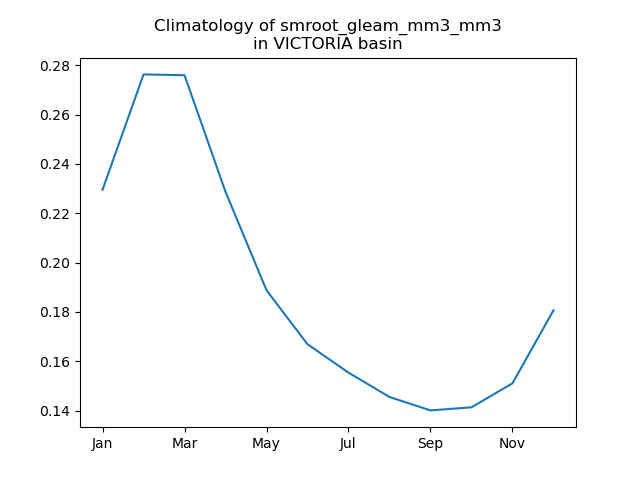 Climatology of smroot_gleam_mm3_mm3
in VICTORIA basin
0.28
0.26
0.24
0.22
0.20
0.18
0.16
0.14
Jan Mar May Jul Sep Nov